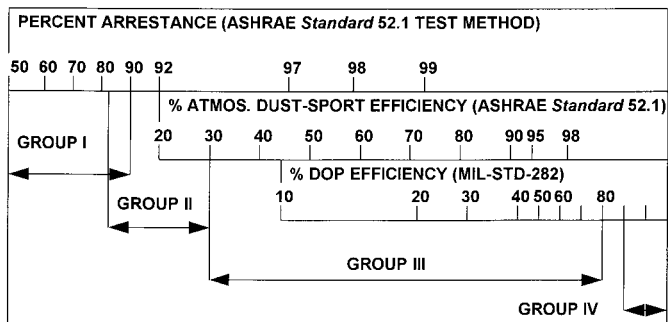 PERCENT ARRESTANCE (ASHRAE Standard 52.1 TEST METHOD)
50 60 70 80 90 92 97 98 99
% ATMOS. DUST-SPORT EFFICIENCY (ASHRAE Standard 52.1)
20 30 40 50 60 70 80 90 95 98
GROUP I
% DOP EFFICIENCY (MIL-STD-282)
10 20 30 40 50 60 80
GROUP II
GROUP III
GROUP IV